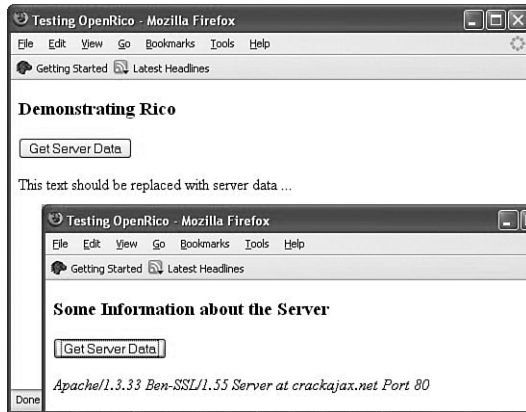 Testing OpenRico - Mozilla Firefox
File Edit View Go Bookmarks Tools Help
Getting Started Latest Headlines
Demonstrating Rico
Get Server Data
This text should be replaced with server data ...
Testing OpenRico - Mozilla Firefox
File Edit View Go Bookmarks Tools Help
Getting Started Latest Headlines
Some Information about the Server
Get Server Data
Apache/1.3.33 Ben-SSL/1.55 Server at crackajax.net Port 80
Done